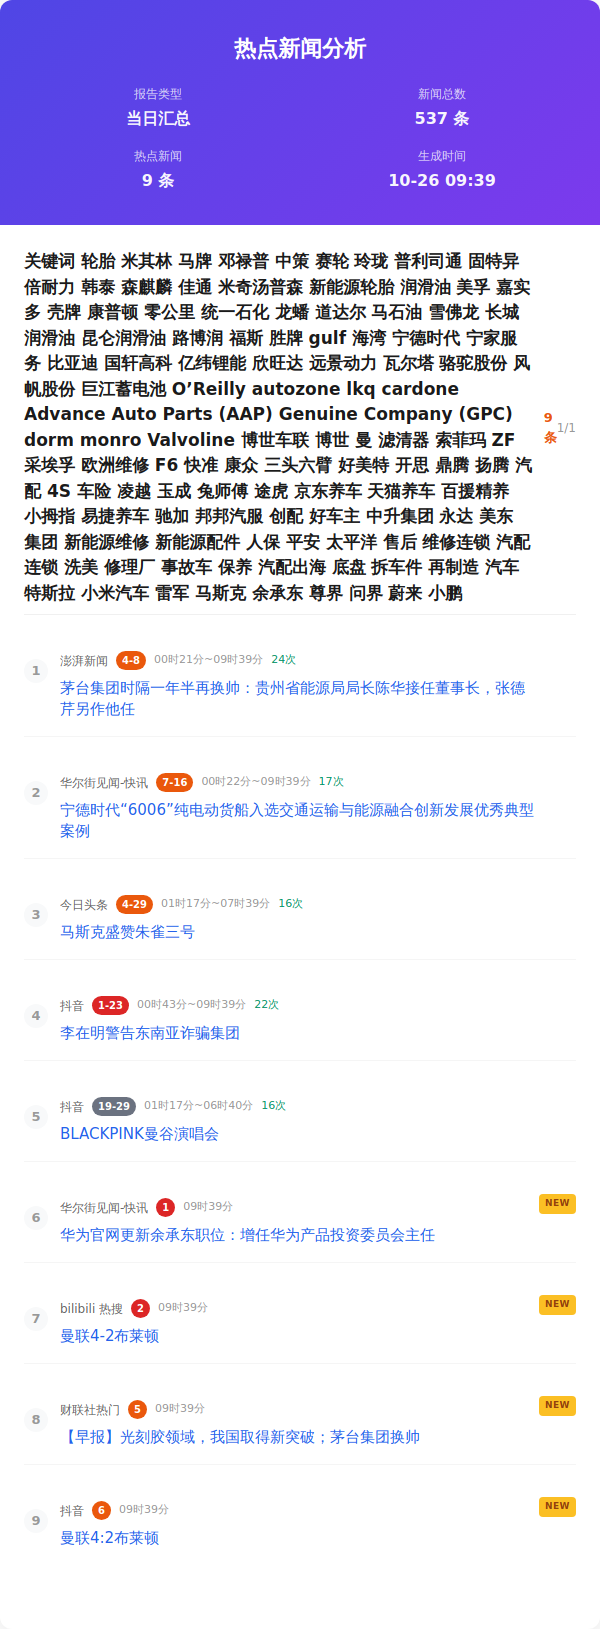 热点新闻分析
报告类型
当日汇总
新闻总数
537 条
热点新闻
9 条
生成时间
10-26 09:39
关键词 轮胎 米其林 马牌 邓禄普 中策 赛轮 玲珑 普利司通 固特异
倍耐力 韩泰 森麒麟 佳通 米奇汤普森 新能源轮胎 润滑油 美孚 嘉实
多 壳牌 康普顿 零公里 统一石化 龙蟠 道达尔 马石油 雪佛龙 长城
润滑油 昆仑润滑油 路博润 福斯 胜牌 gulf 海湾 宁德时代 宁家服
务 比亚迪 国轩高科 亿纬锂能 欣旺达 远景动力 瓦尔塔 骆驼股份 风
帆股份 巨江蓄电池 O’Reilly autozone lkq cardone
Advance Auto Parts (AAP) Genuine Company (GPC)
dorm monro Valvoline 博世车联 博世 曼 滤清器 索菲玛 ZF
采埃孚 欧洲维修 F6 快准 康众 三头六臂 好美特 开思 鼎腾 扬腾 汽
配 4S 车险 凌越 玉成 兔师傅 途虎 京东养车 天猫养车 百援精养
小拇指 易捷养车 驰加 邦邦汽服 创配 好车主 中升集团 永达 美东
集团 新能源维修 新能源配件 人保 平安 太平洋 售后 维修连锁 汽配
连锁 洗美 修理厂 事故车 保养 汽配出海 底盘 拆车件 再制造 汽车
特斯拉 小米汽车 雷军 马斯克 余承东 尊界 问界 蔚来 小鹏
9
条
1/1
1
澎湃新闻 4-8 00时21分~09时39分 24次
茅台集团时隔一年半再换帅：贵州省能源局局长陈华接任董事长，张德
芹另作他任
2
华尔街见闻-快讯 7-16 00时22分~09时39分 17次
宁德时代“6006”纯电动货船入选交通运输与能源融合创新发展优秀典型
案例
3
今日头条 4-29 01时17分~07时39分 16次
马斯克盛赞朱雀三号
4
抖音 1-23 00时43分~09时39分 22次
李在明警告东南亚诈骗集团
5
抖音 19-29 01时17分~06时40分 16次
BLACKPINK曼谷演唱会
6
华尔街见闻-快讯 1 09时39分
NEW
华为官网更新余承东职位：增任华为产品投资委员会主任
7
bilibili 热搜 2 09时39分
NEW
曼联4-2布莱顿
8
财联社热门 5 09时39分
NEW
【早报】光刻胶领域，我国取得新突破；茅台集团换帅
9
抖音 6 09时39分
NEW
曼联4:2布莱顿